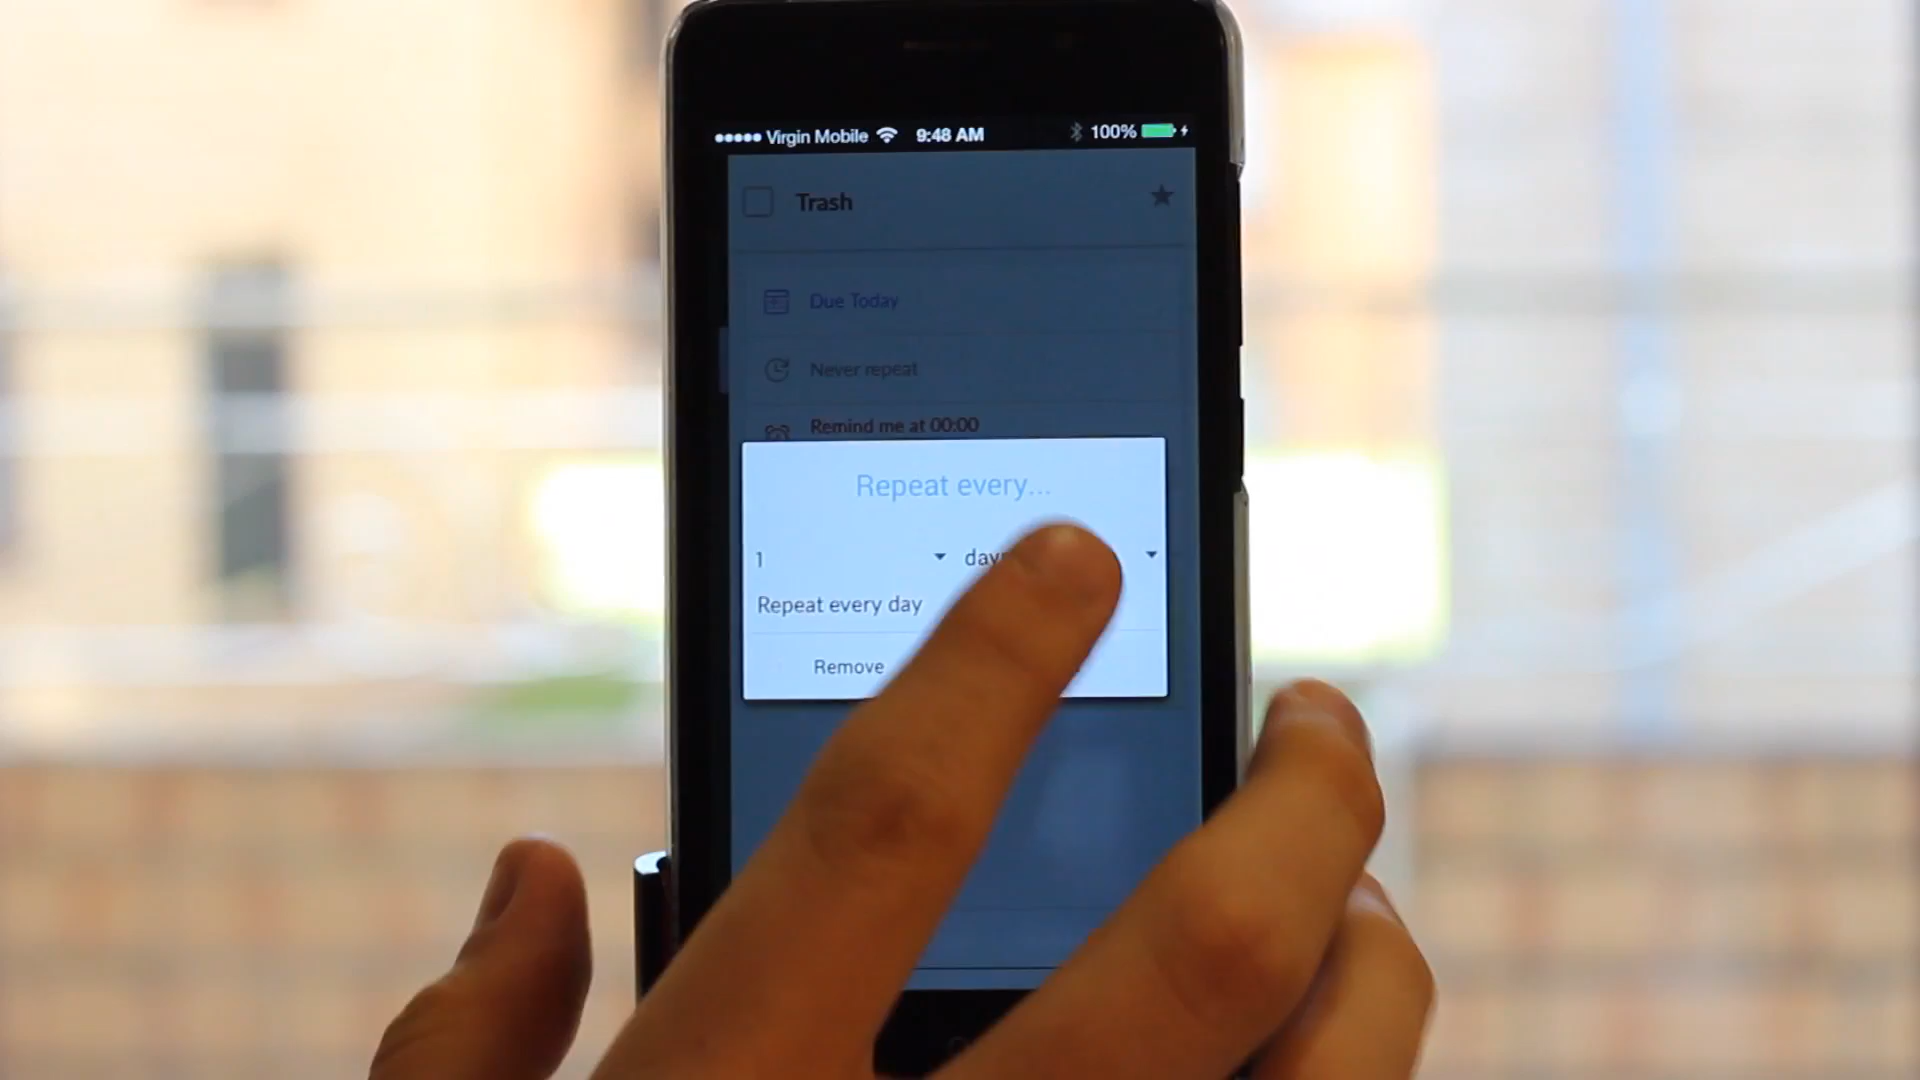 Virgin Mobile 9:48 AM 100%
Trash
Due Today
Never repeat
Remind me at 00:00
Repeat every...
1
Repeat every day
Remove